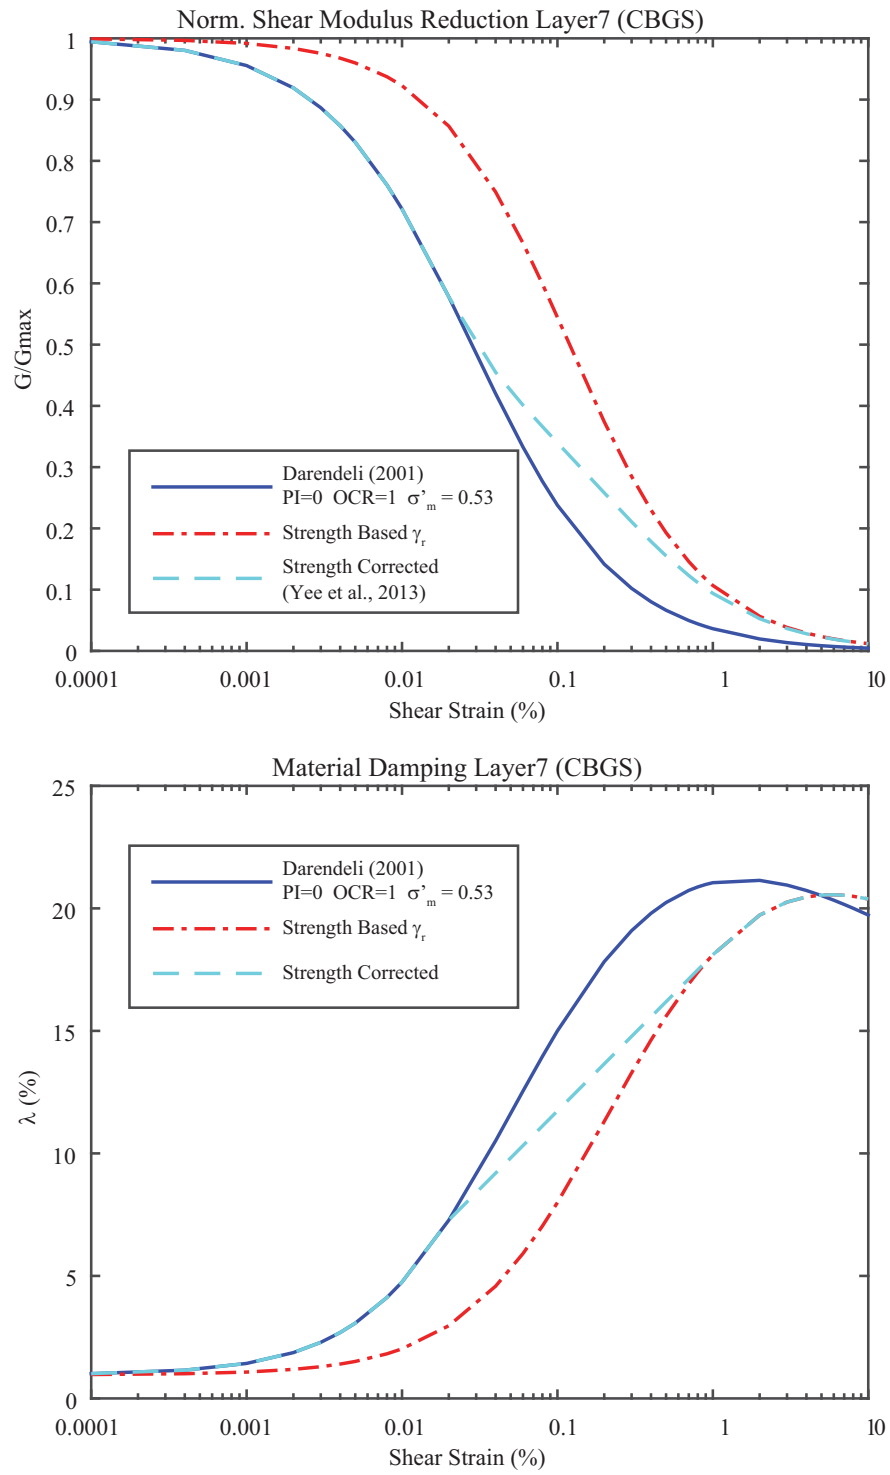 Norm. Shear Modulus Reduction Layer7 (CBGS)
1
0.9
0.8
0.7
0.6
0.5
0.4
0.3
0.2
0.1
0
G/Gmax
Darendeli (2001)
PI=0 OCR=1 σ'm = 0.53
Strength Based γr
Strength Corrected
(Yee et al., 2013)
0.0001 0.001 0.01 0.1 1 10
Shear Strain (%)
Material Damping Layer7 (CBGS)
25
20
15
10
5
0
λ (%)
Darendeli (2001)
PI=0 OCR=1 σ'm = 0.53
Strength Based γr
Strength Corrected
0.0001 0.001 0.01 0.1 1 10
Shear Strain (%)